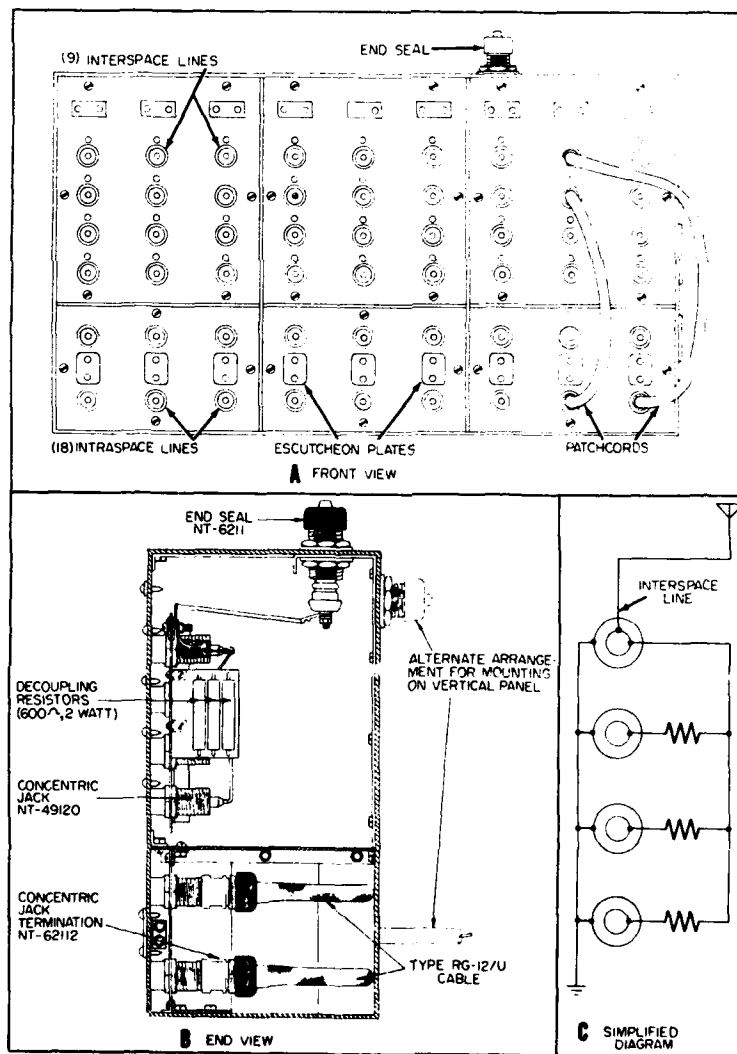 END SEAL
(9) INTERSPACE LINES
(18) INTRASPACE LINES
ESCUTCHEON PLATES
PATCHCORDS
A FRONT VIEW
END SEAL
NT-6211
DECOUPLING
RESISTORS
(600^, 2 WATT)
CONCENTRIC
JACK
NT-49120
CONCENTRIC
JACK
TERMINATION
NT-62112
ALTERNATE ARRANGE-
MENT FOR MOUNTING
ON VERTICAL PANEL
TYPE RG-12/U
CABLE
B END VIEW
INTERSPACE
LINE
C SIMPLIFIED
DIAGRAM